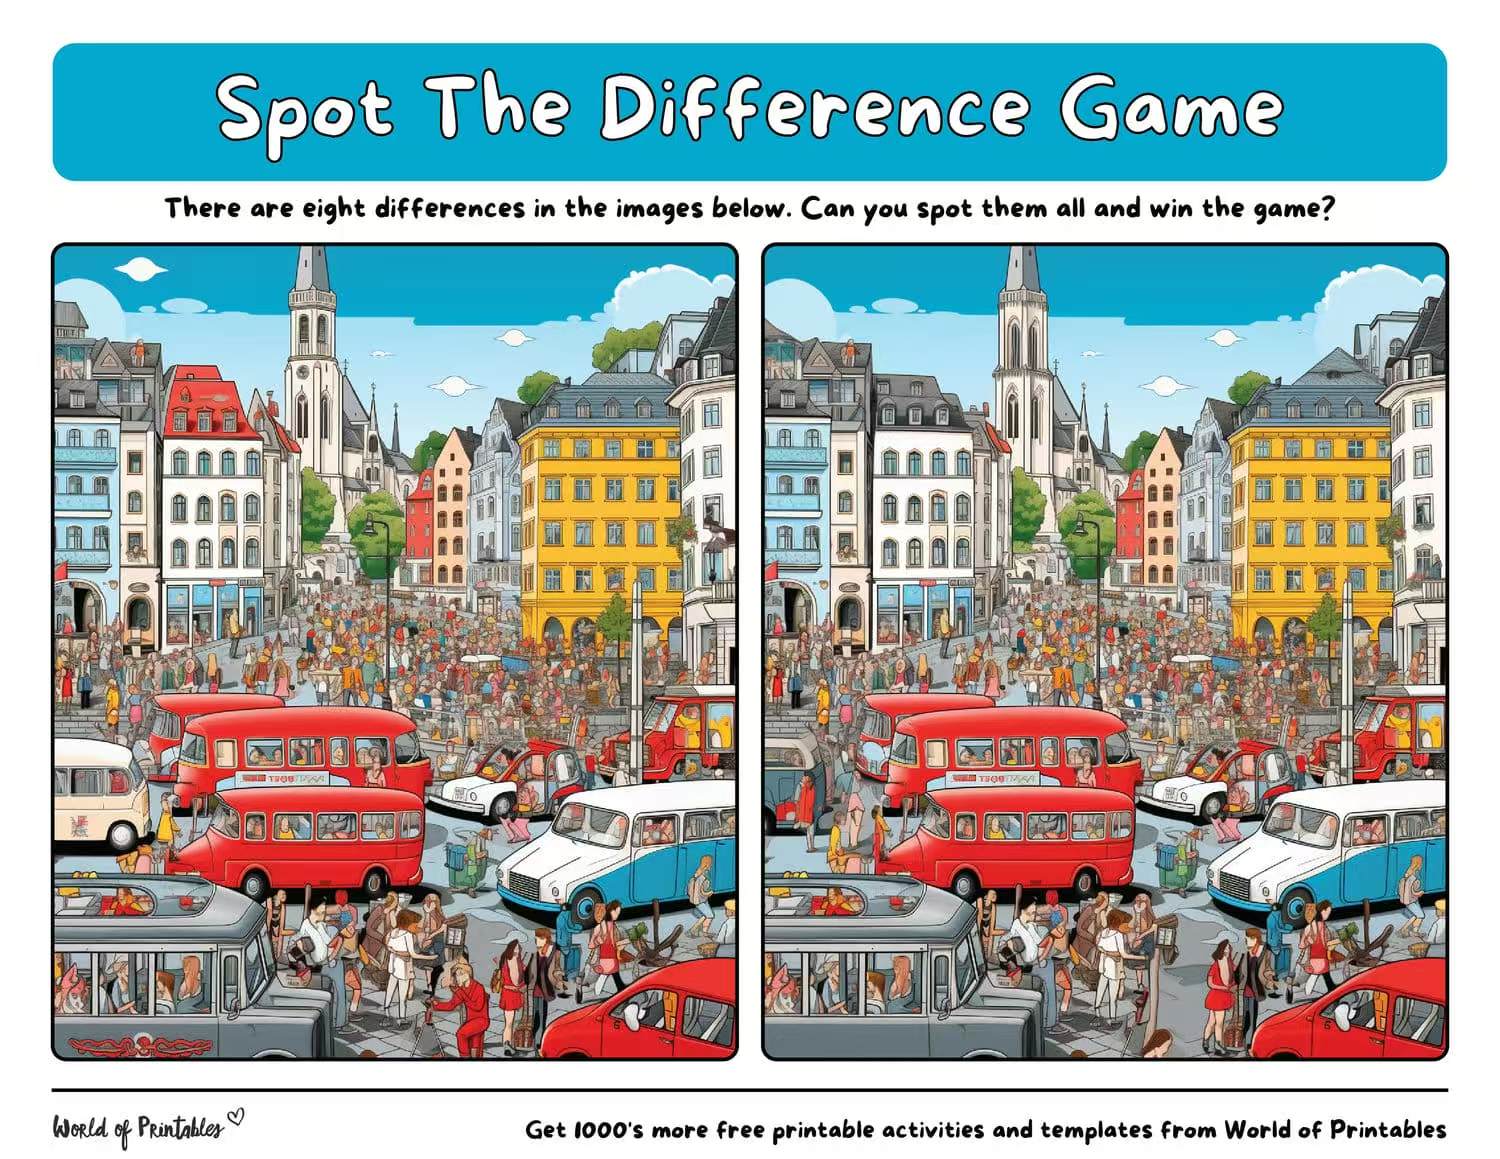 Spot The Difference Game
There are eight differences in the images below. Can you spot them all and win the game?
World of Printables
Get 1000's more free printable activities and templates from World of Printables